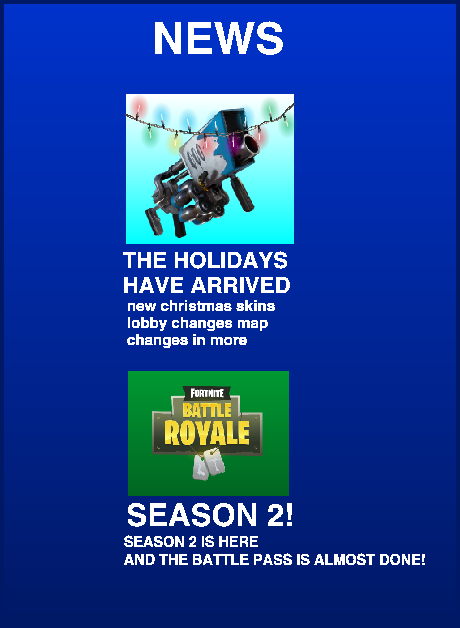 NEWS
THE HOLIDAYS
HAVE ARRIVED
new christmas skins
lobby changes map
changes in more
FORTNITE
BATTLE
ROYALE
SEASON 2!
SEASON 2 IS HERE
AND THE BATTLE PASS IS ALMOST DONE!